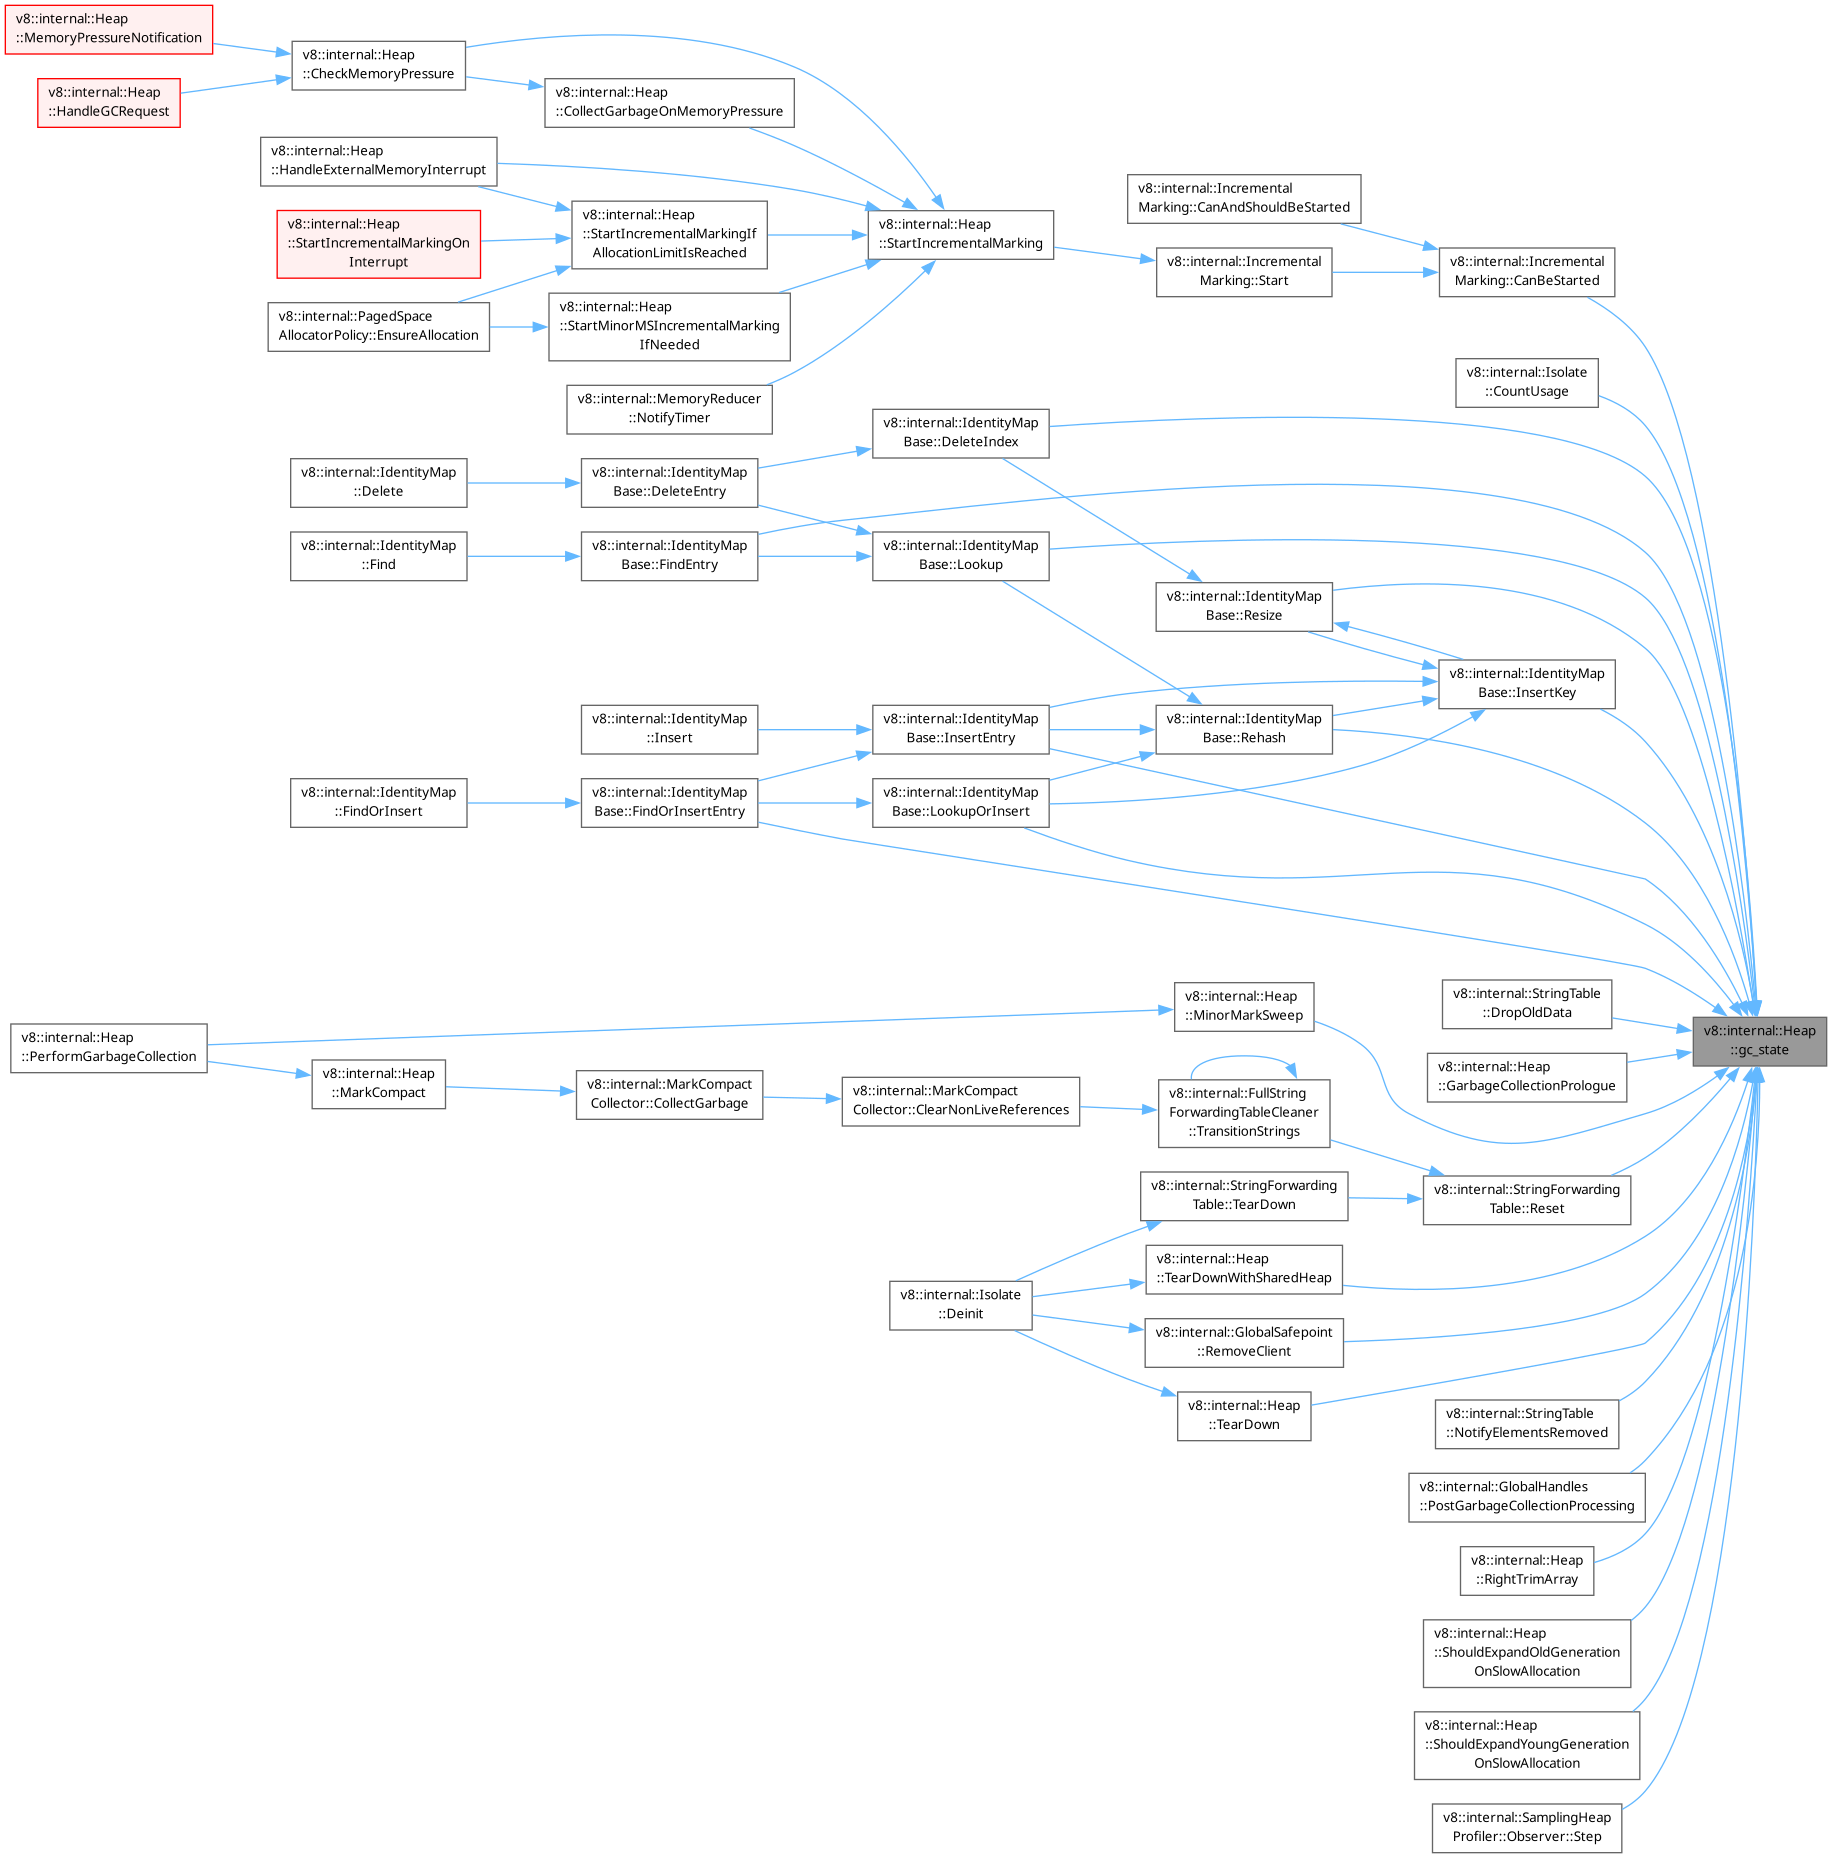 v8::internal::Heap
::MemoryPressureNotification
v8::internal::Heap
::CheckMemoryPressure
v8::internal::Heap
::HandleGCRequest
v8::internal::Heap
::CollectGarbageOnMemoryPressure
v8::internal::Heap
::HandleExternalMemoryInterrupt
v8::internal::Heap
::StartIncrementalMarkingOn
Interrupt
v8::internal::Heap
::StartIncrementalMarkingIf
AllocationLimitIsReached
v8::internal::Heap
::StartIncrementalMarking
v8::internal::Incremental
Marking::CanAndShouldBeStarted
v8::internal::Incremental
Marking::Start
v8::internal::Incremental
Marking::CanBeStarted
v8::internal::PagedSpace
AllocatorPolicy::EnsureAllocation
v8::internal::Heap
::StartMinorMSIncrementalMarking
IfNeeded
v8::internal::MemoryReducer
::NotifyTimer
v8::internal::Isolate
::CountUsage
v8::internal::IdentityMap
Base::DeleteIndex
v8::internal::IdentityMap
::Delete
v8::internal::IdentityMap
Base::DeleteEntry
v8::internal::IdentityMap
::Find
v8::internal::IdentityMap
Base::FindEntry
v8::internal::IdentityMap
Base::Lookup
v8::internal::IdentityMap
Base::Resize
v8::internal::IdentityMap
Base::InsertKey
v8::internal::IdentityMap
::Insert
v8::internal::IdentityMap
Base::InsertEntry
v8::internal::IdentityMap
Base::Rehash
v8::internal::IdentityMap
::FindOrInsert
v8::internal::IdentityMap
Base::FindOrInsertEntry
v8::internal::IdentityMap
Base::LookupOrInsert
v8::internal::Heap
::MinorMarkSweep
v8::internal::StringTable
::DropOldData
v8::internal::Heap
::gc_state
v8::internal::Heap
::PerformGarbageCollection
v8::internal::Heap
::MarkCompact
v8::internal::MarkCompact
Collector::CollectGarbage
v8::internal::MarkCompact
Collector::ClearNonLiveReferences
v8::internal::FullString
ForwardingTableCleaner
::TransitionStrings
v8::internal::Heap
::GarbageCollectionPrologue
v8::internal::StringForwarding
Table::TearDown
v8::internal::StringForwarding
Table::Reset
v8::internal::Heap
::TearDownWithSharedHeap
v8::internal::Isolate
::Deinit
v8::internal::GlobalSafepoint
::RemoveClient
v8::internal::Heap
::TearDown
v8::internal::StringTable
::NotifyElementsRemoved
v8::internal::GlobalHandles
::PostGarbageCollectionProcessing
v8::internal::Heap
::RightTrimArray
v8::internal::Heap
::ShouldExpandOldGeneration
OnSlowAllocation
v8::internal::Heap
::ShouldExpandYoungGeneration
OnSlowAllocation
v8::internal::SamplingHeap
Profiler::Observer::Step